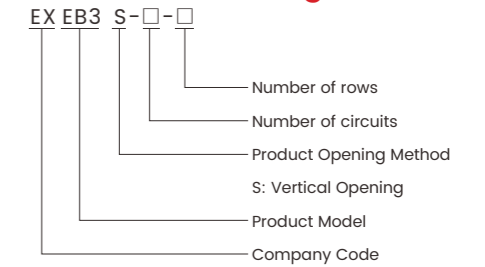 EX EB3 S-□-□
Number of rows
Number of circuits
Product Opening Method
S: Vertical Opening
Product Model
Company Code